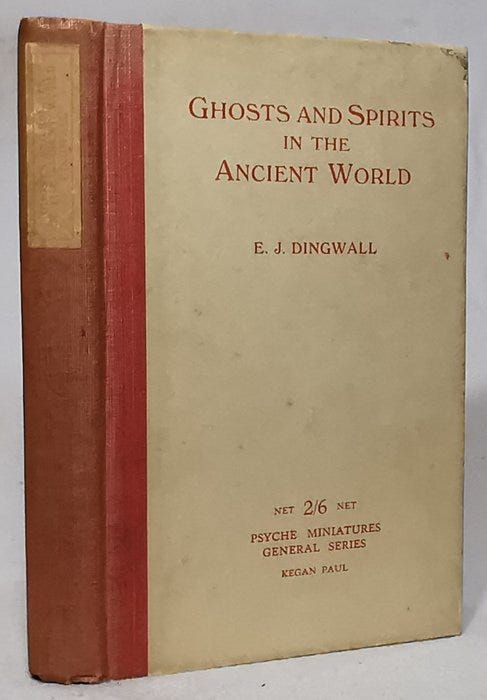 GHOSTS AND SPIRITS
IN THE
ANCIENT WORLD
E. J. DINGWALL
NET 2/6 NET
PSYCHE MINIATURES
GENERAL SERIES
KEGAN PAUL